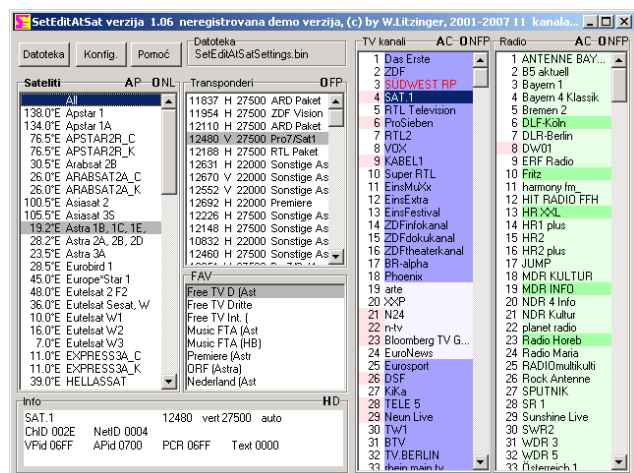 SetEditAtSat verzija 1.06 neregistrovana demo verzija, (c) by W.Litzinger, 2001-2007 11 kanala...
Datoteka
Konfig.
Pomoć
Datoteka
SetEditAtSatSettings.bin
Sateliti AP ONL
All
138.0°E Apstar 1
134.0°E Apstar 1A
76.5°E APSTAR2R_C
76.5°E APSTAR2R_K
30.5°E Arabsat 2B
26.0°E ARABSAT2A_C
26.0°E ARABSAT2A_K
100.5°E Asiasat 2
105.5°E Asiasat 3S
19.2°E Astra 1B, 1C, 1E,
28.2°E Astra 2A, 2B, 2D
23.5°E Astra 3A
28.5°E Eurobird 1
45.0°E Europe*Star 1
48.0°E Eutelsat 2 F2
36.0°E Eutelsat Sesat, W
10.0°E Eutelsat W1
16.0°E Eutelsat W2
7.0°E Eutelsat W3
11.0°E EXPRESS3A_C
11.0°E EXPRESS3A_K
39.0°E HELLASSAT
Transponderi OFP
11837 H 27500 ARD Paket
11954 H 27500 ZDF Vision
12110 H 27500 ARD Paket
12480 V 27500 Pro7/Sat1
12188 H 27500 RTL Paket
12631 H 22000 Sonstige As
12670 V 22000 Sonstige As
12552 V 22000 Sonstige As
12692 H 22000 Premiere
12226 H 27500 Sonstige As
12148 H 27500 Sonstige As
10832 H 22000 Sonstige As
12460 H 27500 Sonstige As
FAV
Free TV D (Ast
Free TV Dritte
Free TV Int. (
Music FTA (Ast
Music FTA (HB)
Premiere (Astr
ORF (Astra)
Nederland (Ast
TV kanali AC ONFP
1 Das Erste
2 ZDF
3 SÜDWEST RP
4 SAT.1
5 RTL Television
6 ProSieben
7 RTL2
8 VOX
9 KABEL1
10 Super RTL
11 EinsMuXx
12 EinsExtra
13 EinsFestival
14 ZDFinfokanal
15 ZDFdokukanal
16 ZDFtheaterkanal
17 BR-alpha
18 Phoenix
19 arte
20 XXP
21 N24
22 n-tv
23 Bloomberg TV G...
24 EuroNews
25 Eurosport
26 DSF
27 KiKa
28 TELE 5
29 Neun Live
30 TW1
31 BTV
32 TV.BERLIN
33 rhein main tv
Radio AC ONFP
1 ANTENNE BAY...
2 B5 aktuell
3 Bayern 1
4 Bayern 4 Klassik
5 Bremen 2
6 DLF-Köln
7 DLR-Berlin
8 DW01
9 ERF Radio
10 Fritz
11 harmony fm_
12 HIT RADIO FFH
13 HR XXL
14 HR1 plus
15 HR2
16 HR2 plus
17 JUMP
18 MDR KULTUR
19 MDR INFO
20 NDR 4 Info
21 NDR Kultur
22 planet radio
23 Radio Horeb
24 Radio Maria
25 RADIOmultikulti
26 Rock Antenne
27 SPUTNIK
28 SR 1
29 Sunshine Live
30 SWR2
31 WDR 3
32 WDR 5
33 Österreich 1
Info HD
SAT.1 12480 vert 27500 auto
ChID 002E NetID 0004
VPid 06FF APid 0700 PCR 06FF Text 0000